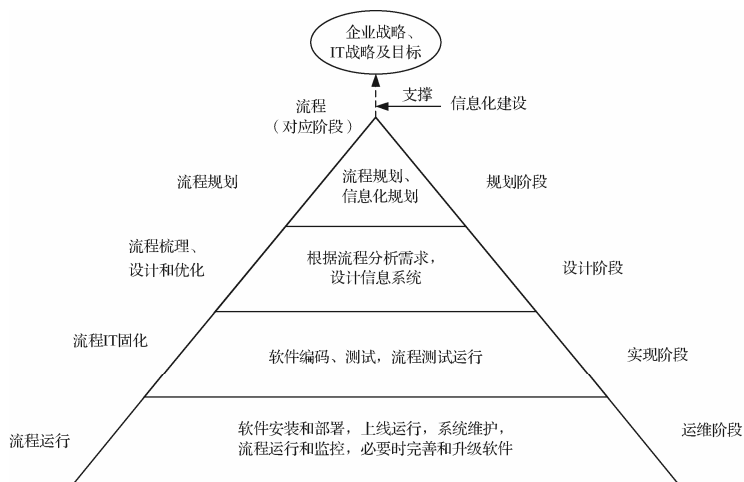 企业战略、
IT战略及目标
支撑
信息化建设
流程
（对应阶段）
流程规划
流程规划、
信息化规划
规划阶段
流程梳理、
设计和优化
根据流程分析需求，
设计信息系统
设计阶段
流程IT固化
软件编码、测试，流程测试运行
实现阶段
流程运行
软件安装和部署，上线运行，系统维护，
流程运行和监控，必要时完善和升级软件
运维阶段